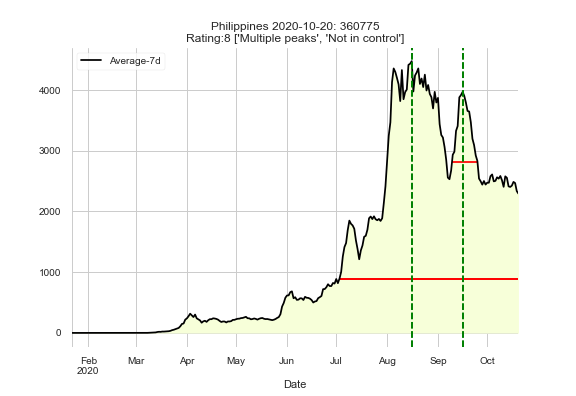 Philippines 2020-10-20: 360775
Rating:8 ['Multiple peaks', 'Not in control']
Average-7d
4000
3000
2000
1000
0
Feb Mar Apr May Jun Jul Aug Sep Oct
2020
Date